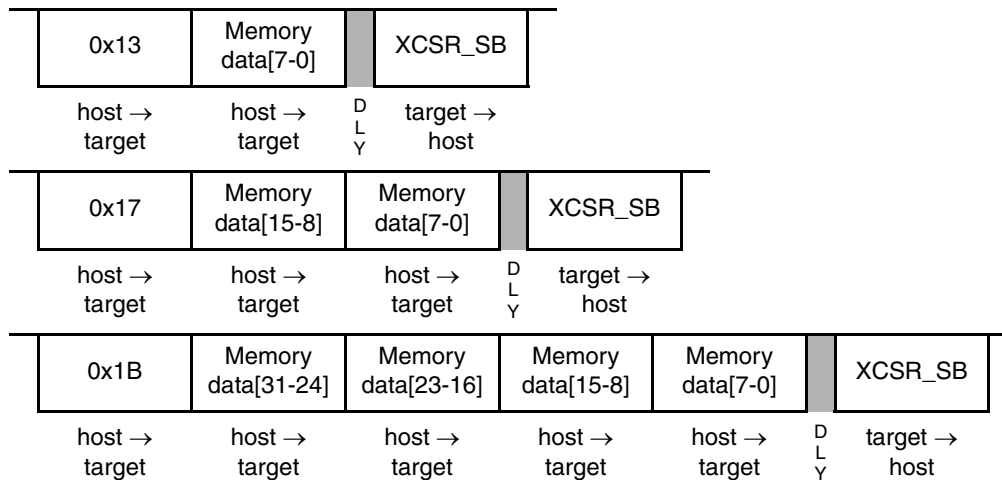 0x13 Memory data[7-0] XCSR_SB
host → target host → target D L Y target → host
0x17 Memory data[15-8] Memory data[7-0] XCSR_SB
host → target host → target host → target D L Y target → host
0x1B Memory data[31-24] Memory data[23-16] Memory data[15-8] Memory data[7-0] XCSR_SB
host → target host → target host → target host → target host → target D L Y target → host